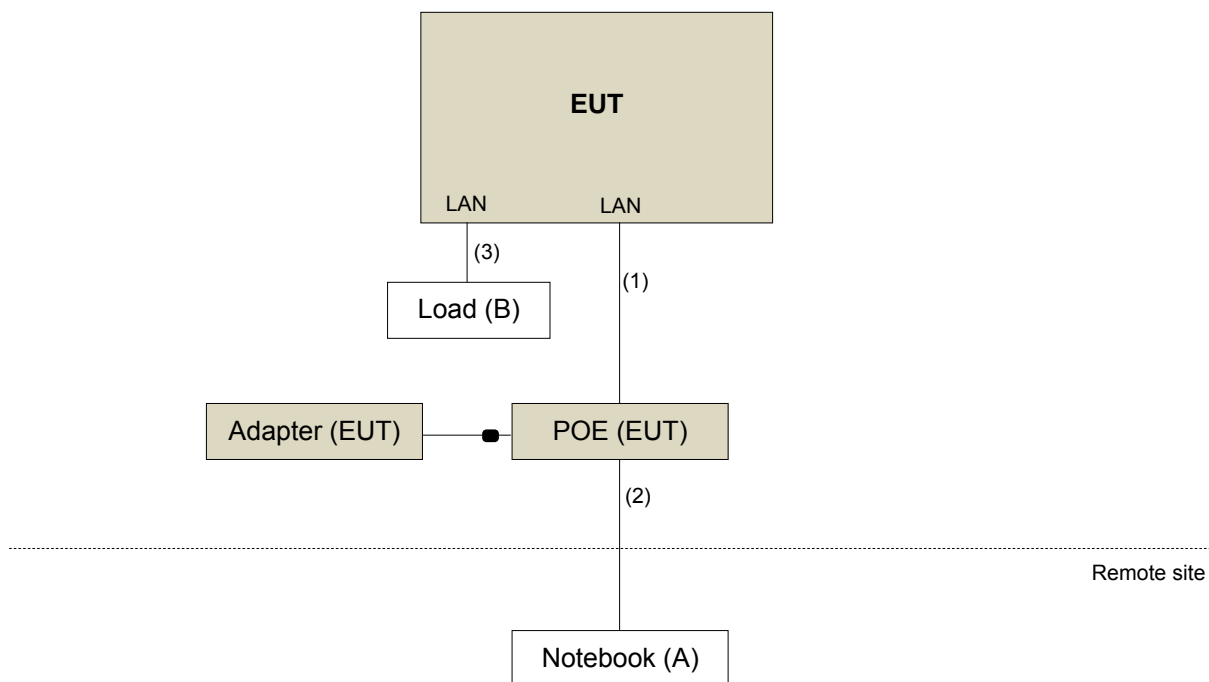 EUT
LAN LAN
(3)
(1)
Load (B)
Adapter (EUT)
POE (EUT)
(2)
Remote site
Notebook (A)